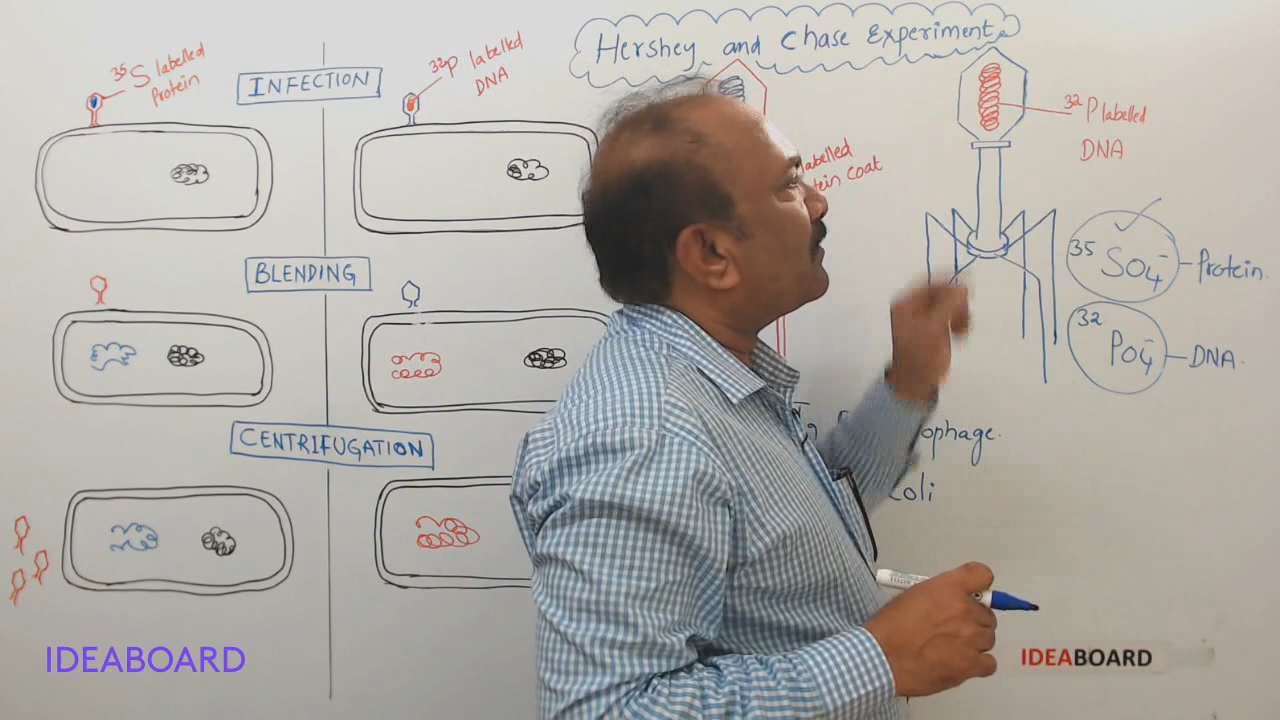 Hershey and Chase Experiment
35S labelled
Protein
INFECTION
32P labelled
DNA
labelled
tein coat
32P labelled
DNA
BLENDING
35SO4- - Protein.
32PO4- - DNA.
CENTRIFUGATION
ophage.
coli
IDEABOARD
IDEABOARD